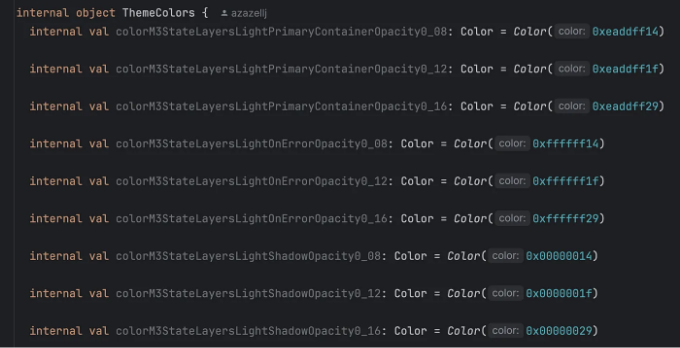 internal object ThemeColors { azazellj
internal val colorM3StateLayersLightPrimaryContainerOpacity0_08: Color = Color( color: 0xeaddff14)
internal val colorM3StateLayersLightPrimaryContainerOpacity0_12: Color = Color( color: 0xeaddff1f)
internal val colorM3StateLayersLightPrimaryContainerOpacity0_16: Color = Color( color: 0xeaddff29)
internal val colorM3StateLayersLightOnErrorOpacity0_08: Color = Color( color: 0xffffff14)
internal val colorM3StateLayersLightOnErrorOpacity0_12: Color = Color( color: 0xffffff1f)
internal val colorM3StateLayersLightOnErrorOpacity0_16: Color = Color( color: 0xffffff29)
internal val colorM3StateLayersLightShadowOpacity0_08: Color = Color( color: 0x00000014)
internal val colorM3StateLayersLightShadowOpacity0_12: Color = Color( color: 0x0000001f)
internal val colorM3StateLayersLightShadowOpacity0_16: Color = Color( color: 0x00000029)